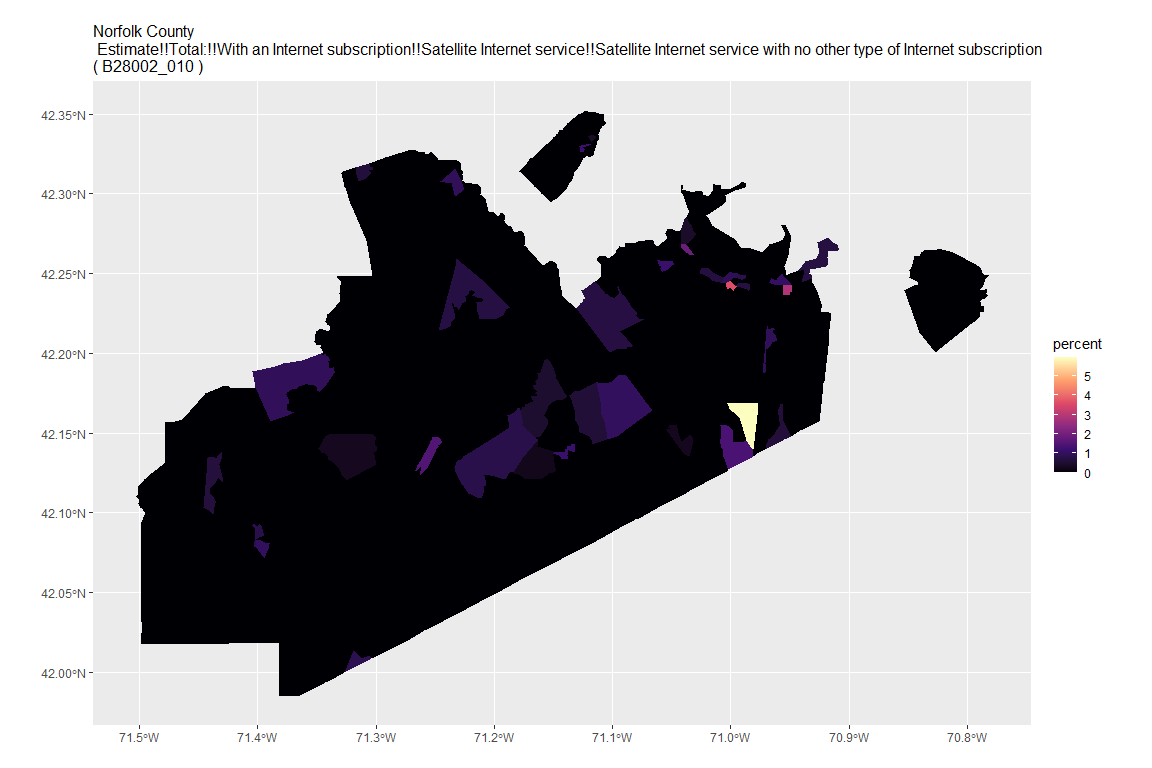 Norfolk County
Estimate!!Total:!!With an Internet subscription!!Satellite Internet service!!Satellite Internet service with no other type of Internet subscription
( B28002_010 )
42.35°N
42.30°N
42.25°N
42.20°N
42.15°N
42.10°N
42.05°N
42.00°N
71.5°W 71.4°W 71.3°W 71.2°W 71.1°W 71.0°W 70.9°W 70.8°W
percent
5
4
3
2
1
0